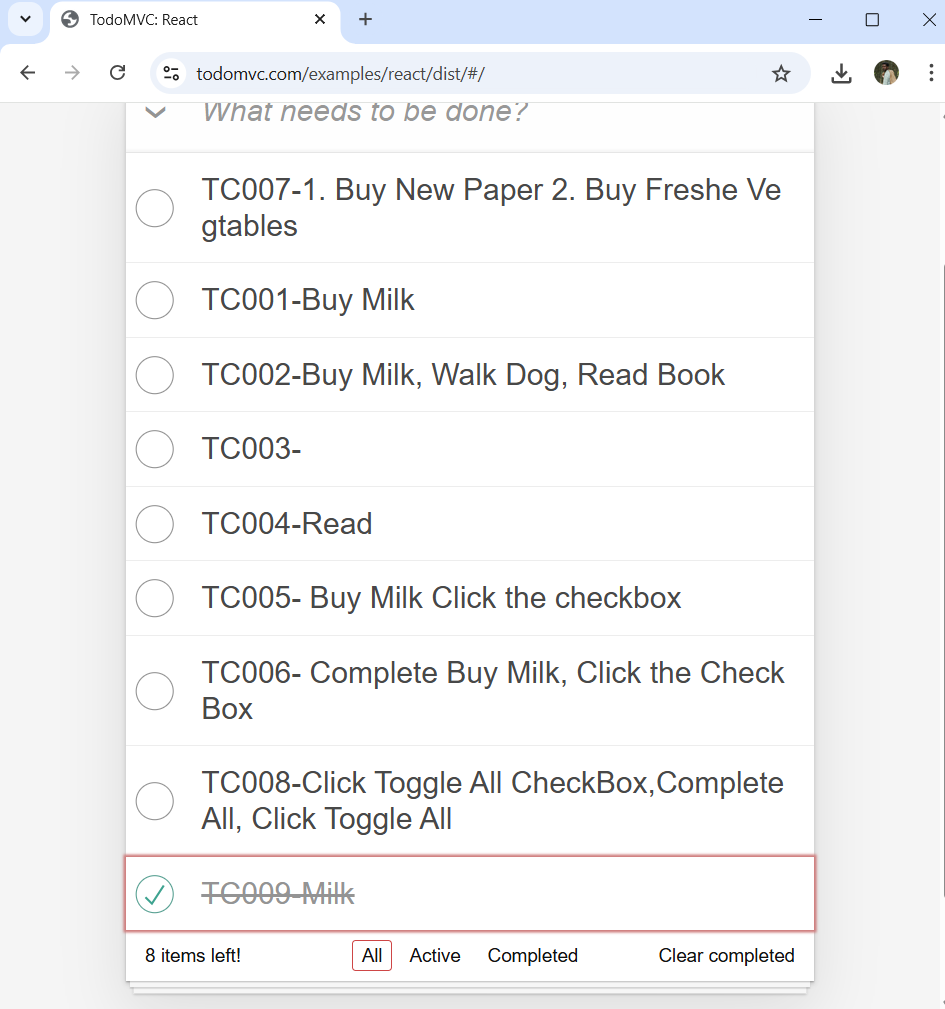 TodoMVC: React
todomvc.com/examples/react/dist/#/
What needs to be done?
TC007-1. Buy New Paper 2. Buy Freshe Ve
gtables
TC001-Buy Milk
TC002-Buy Milk, Walk Dog, Read Book
TC003-
TC004-Read
TC005- Buy Milk Click the checkbox
TC006- Complete Buy Milk, Click the Check
Box
TC008-Click Toggle All CheckBox,Complete
All, Click Toggle All
TC009-Milk
8 items left! All Active Completed Clear completed